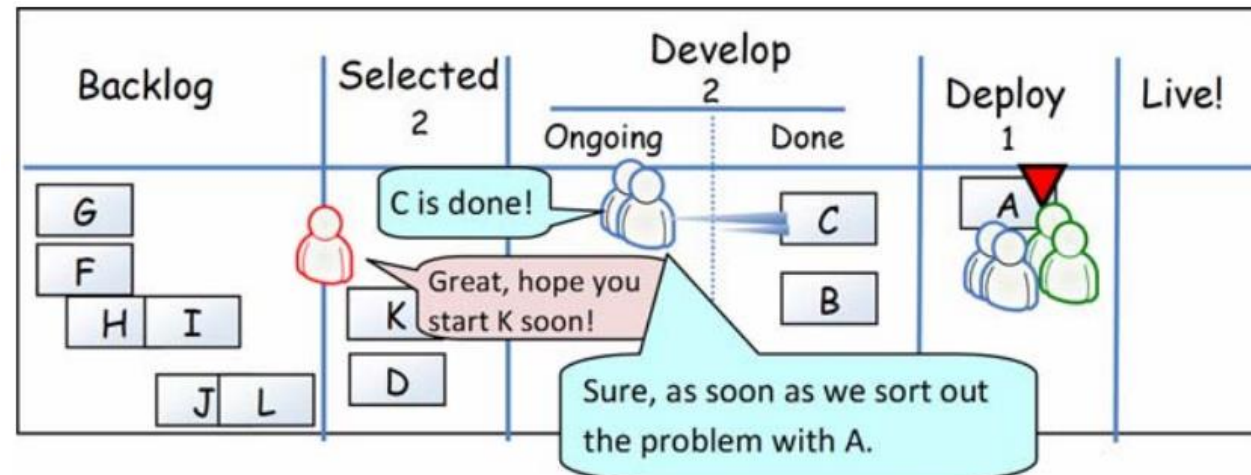 Backlog
Selected
2
Develop
2
Ongoing
Done
Deploy
1
Live!
G
F
H
I
J
L
C is done!
Great, hope you
start K soon!
K
D
Sure, as soon as we sort out
the problem with A.
C
B
A